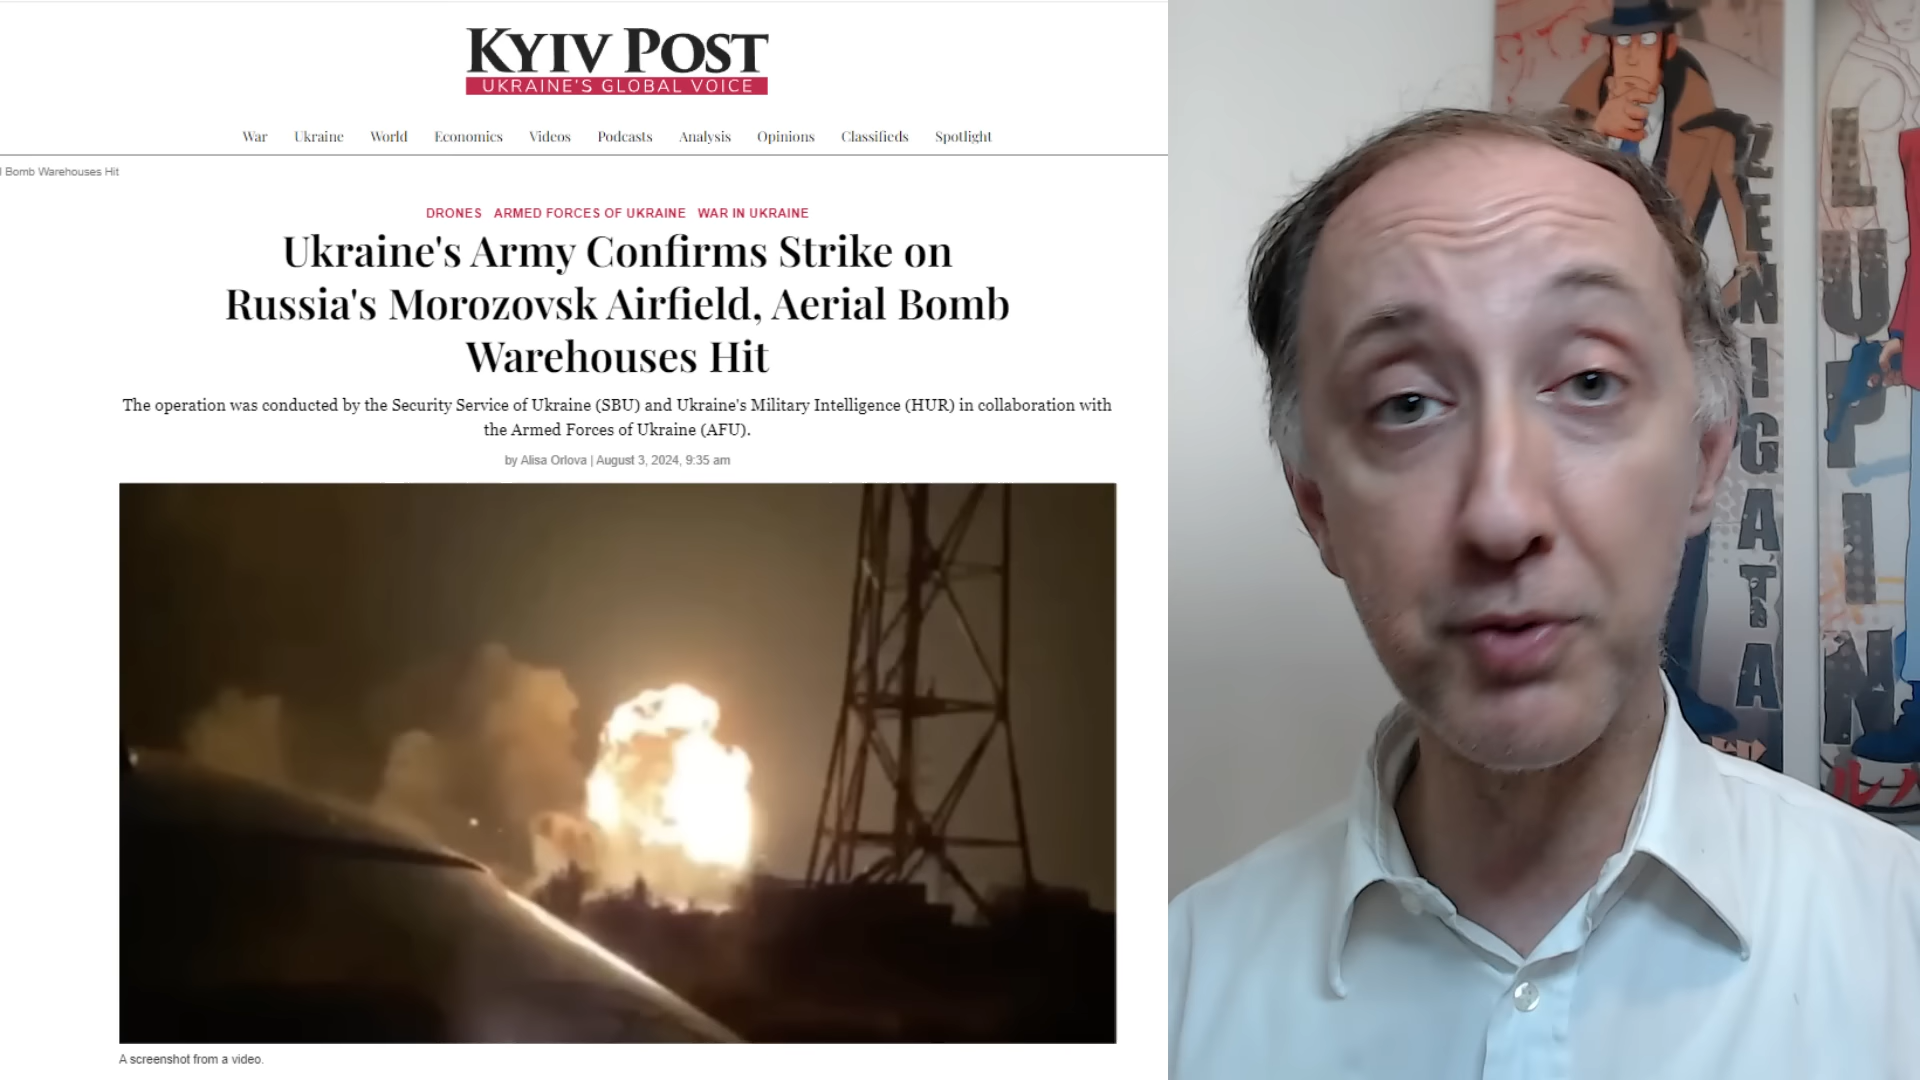 KYIV POST
UKRAINE'S GLOBAL VOICE
War Ukraine World Economics Videos Podcasts Analysis Opinions Classifieds Spotlight
Bomb Warehouses Hit
DRONES ARMED FORCES OF UKRAINE WAR IN UKRAINE
Ukraine's Army Confirms Strike on
Russia's Morozovsk Airfield, Aerial Bomb
Warehouses Hit
The operation was conducted by the Security Service of Ukraine (SBU) and Ukraine's Military Intelligence (HUR) in collaboration with
the Armed Forces of Ukraine (AFU).
by Alisa Orlova | August 3, 2024, 9:35 am
A screenshot from a video.
ZENIGATA
LUPIN